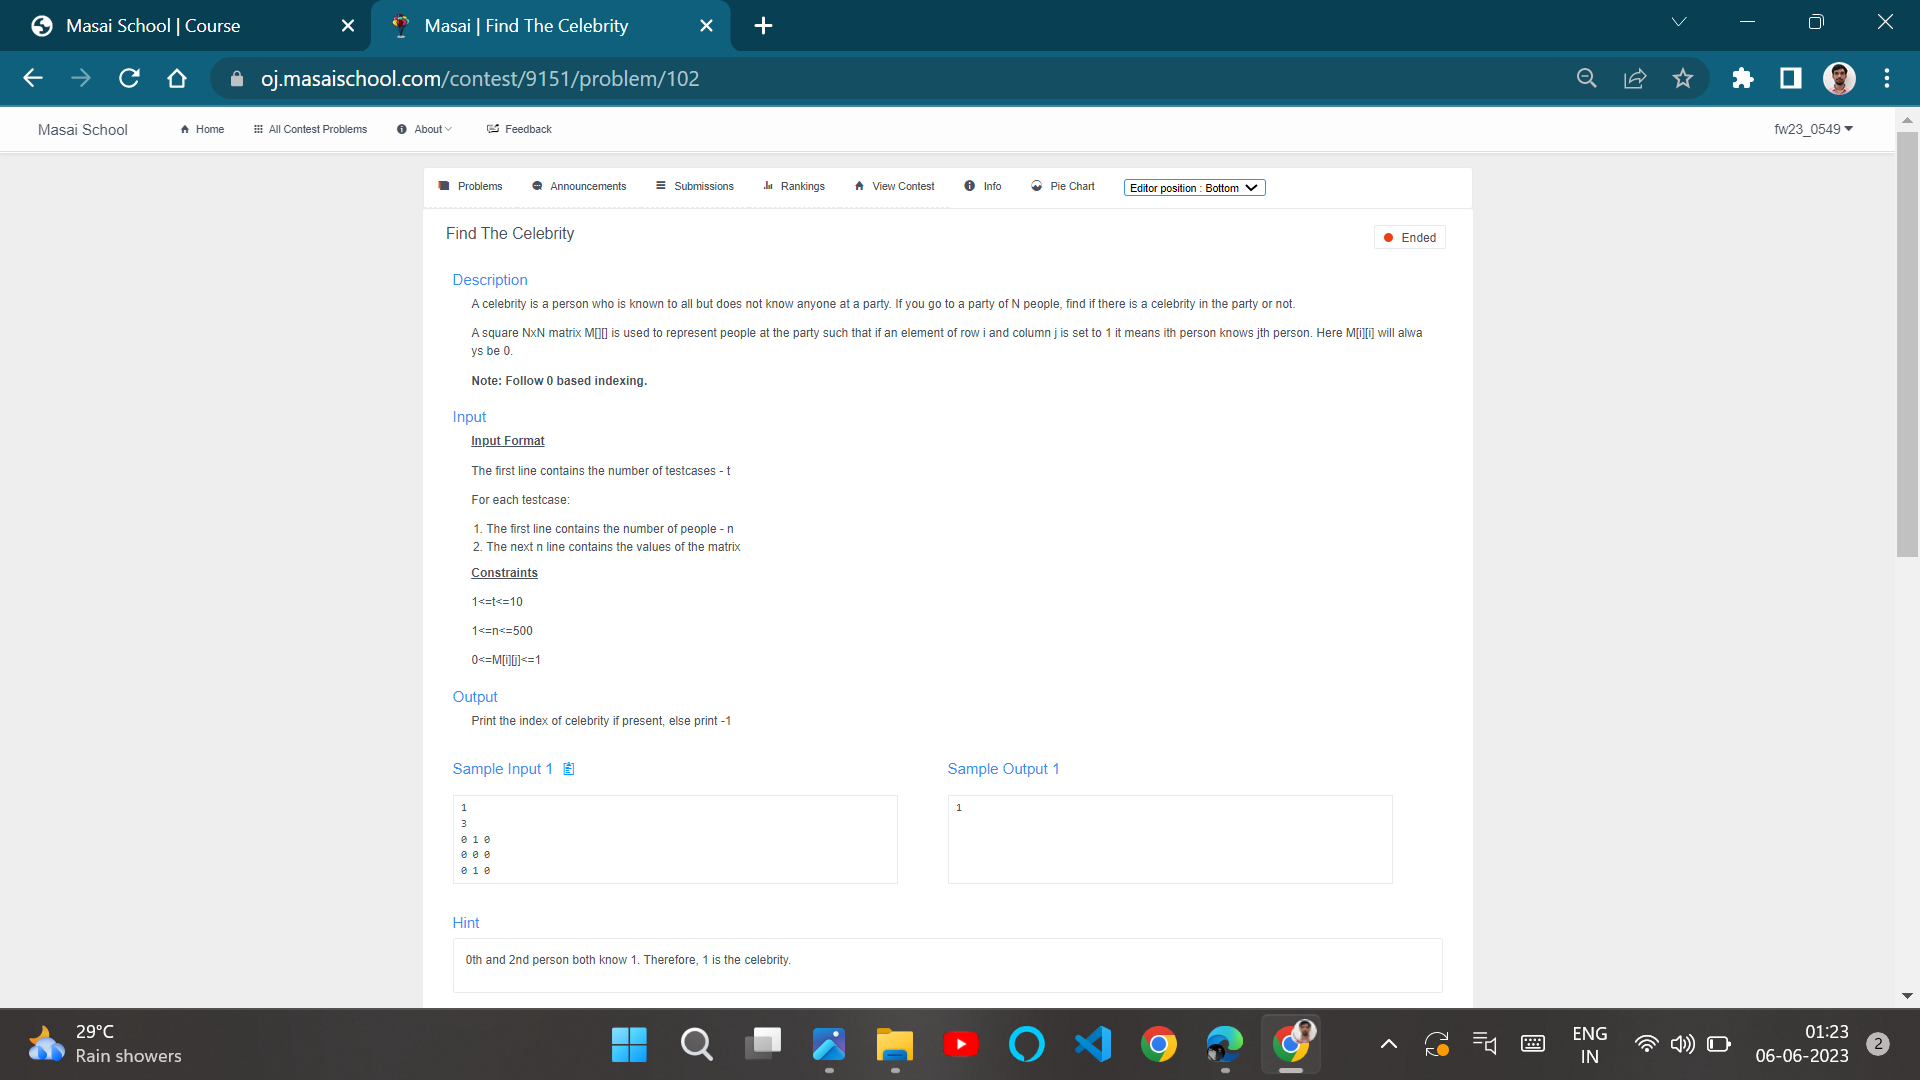 Masai School | Course
Masai | Find The Celebrity
oj.masaischool.com/contest/9151/problem/102
Masai School
Home
All Contest Problems
About
Feedback
fw23_0549
Problems
Announcements
Submissions
Rankings
View Contest
Info
Pie Chart
Editor position : Bottom
Find The Celebrity
Ended
Description
A celebrity is a person who is known to all but does not know anyone at a party. If you go to a party of N people, find if there is a celebrity in the party or not.
A square NxN matrix M[][] is used to represent people at the party such that if an element of row i and column j is set to 1 it means ith person knows jth person. Here M[i][i] will alwa
ys be 0.
Note: Follow 0 based indexing.
Input
Input Format
The first line contains the number of testcases - t
For each testcase:
1. The first line contains the number of people - n
2. The next n line contains the values of the matrix
Constraints
1<=t<=10
1<=n<=500
0<=M[i][j]<=1
Output
Print the index of celebrity if present, else print -1
Sample Input 1
1
3
0 1 0
0 0 0
0 1 0
Sample Output 1
1
Hint
0th and 2nd person both know 1. Therefore, 1 is the celebrity.
29°C
Rain showers
ENG
IN
01:23
06-06-2023
2